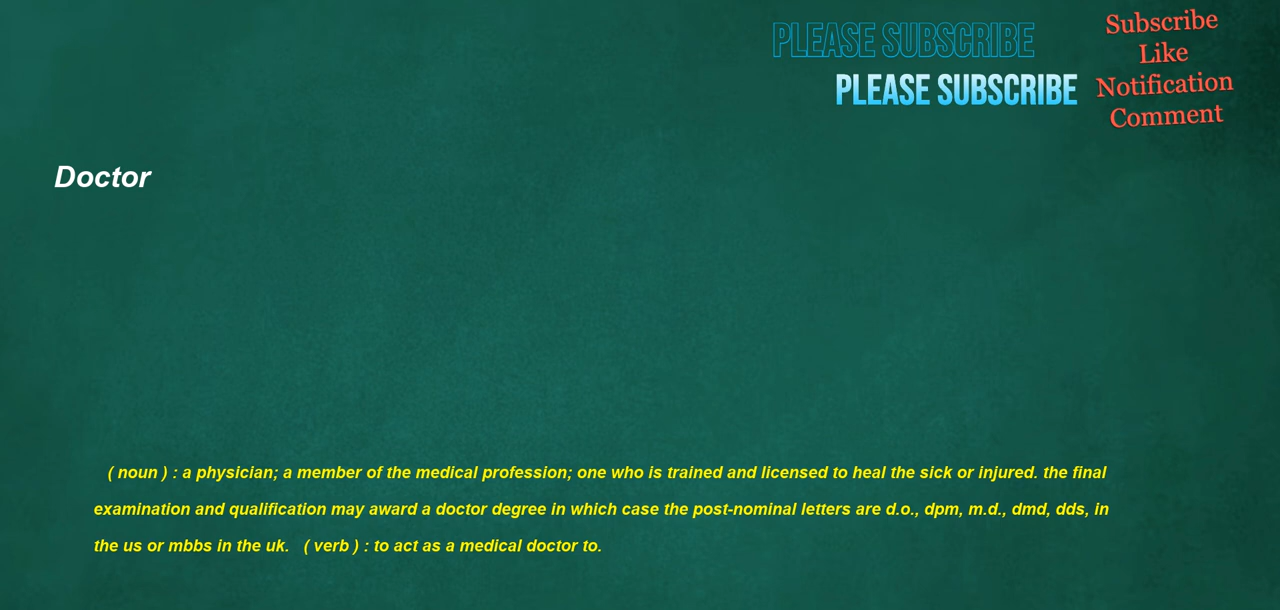 PLEASE SUBSCRIBE
PLEASE SUBSCRIBE
Subscribe
Like
Notification
Comment
Doctor
( noun ) : a physician; a member of the medical profession; one who is trained and licensed to heal the sick or injured. the final
examination and qualification may award a doctor degree in which case the post-nominal letters are d.o., dpm, m.d., dmd, dds, in
the us or mbbs in the uk. ( verb ) : to act as a medical doctor to.